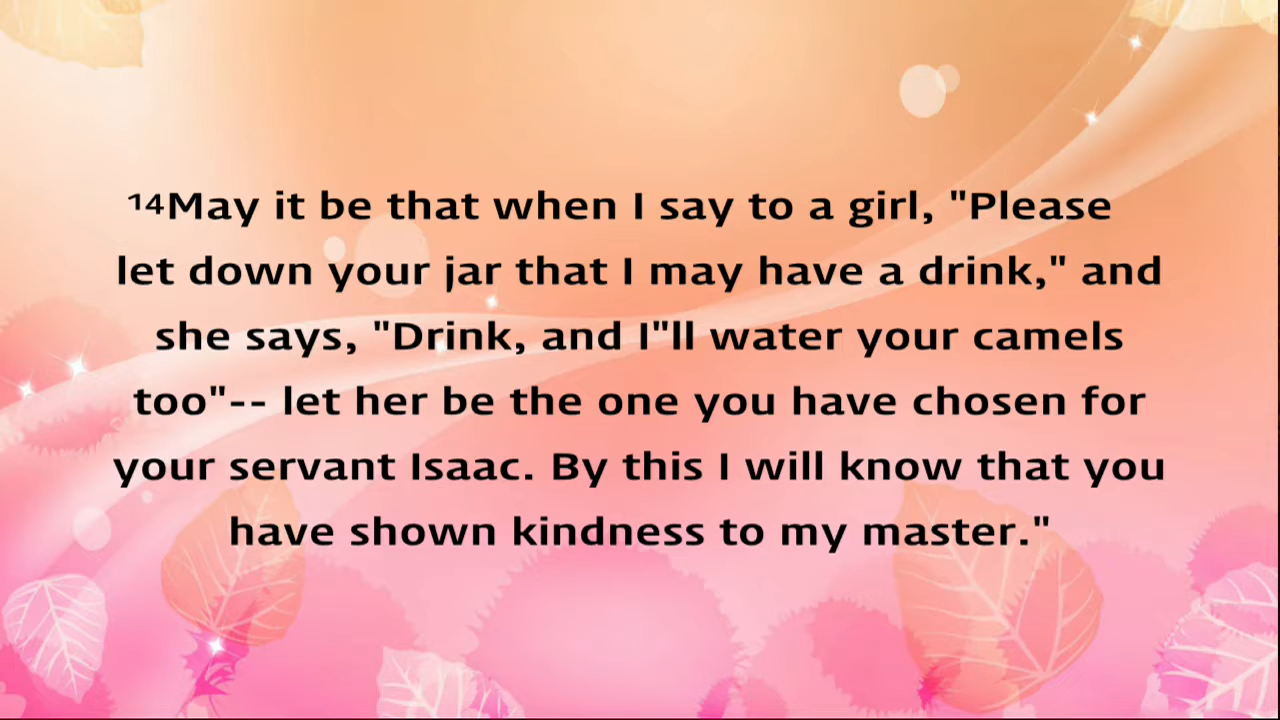 ¹⁴May it be that when I say to a girl, "Please
let down your jar that I may have a drink," and
she says, "Drink, and I"ll water your camels
too"-- let her be the one you have chosen for
your servant Isaac. By this I will know that you
have shown kindness to my master."